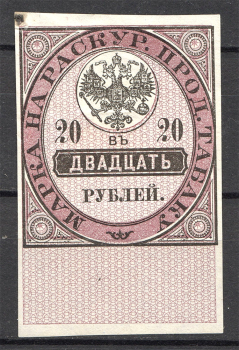 МАРКА НА РАСКУР. ПРОД. ТАБАКУ
20 20
ВЪ
ДВАДЦАТЬ
РУБЛЕЙ.